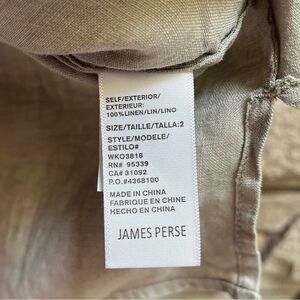 SELF/EXTERIOR/
EXTERIEUR:
100%LINEN/LIN/LINO
SIZE/TAILLE/TALLA:2
STYLE/MODELE/
ESTILO#
WKO3818
RN# 95339
CA# 31092
P.O.#4368100
MADE IN CHINA
FABRIQUE EN CHINE
HECHO EN CHINA
JAMES PERSE